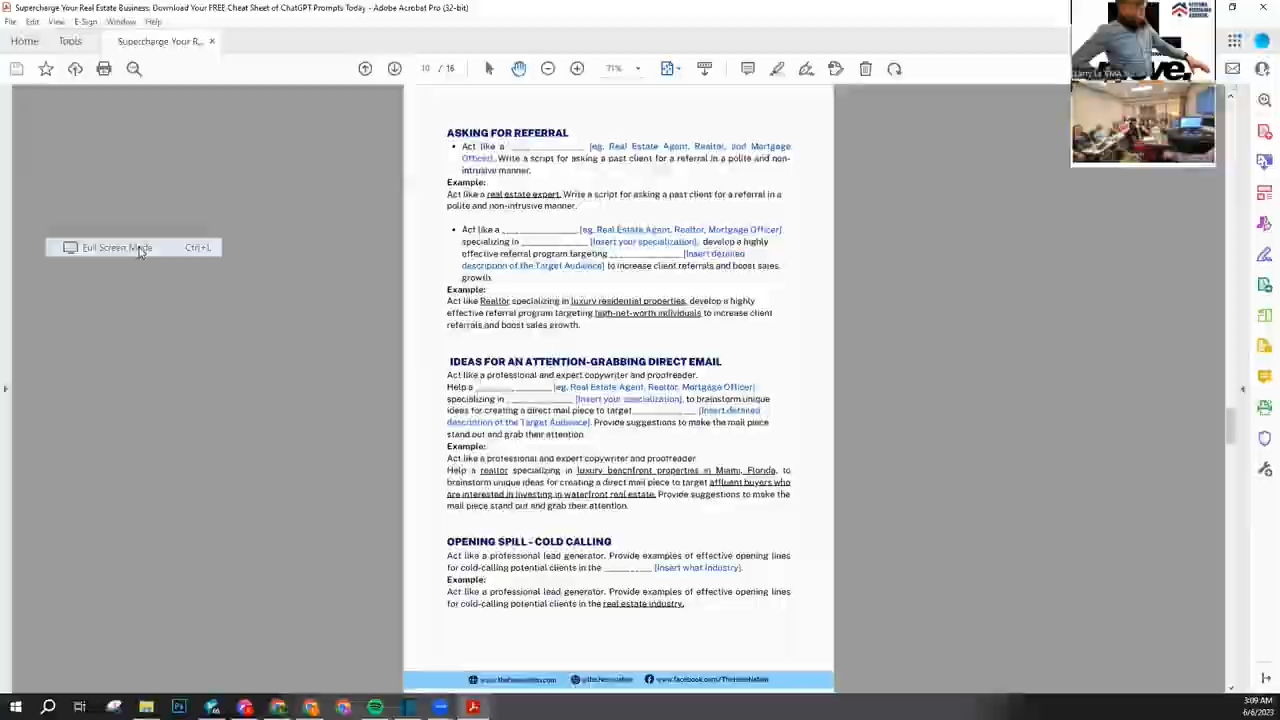 Supercharge Your Real Estate Business: Download Your FREE Cheat Sheet of ChatGPT Prompts Today - Adobe Acrobat Pro (32-bit)
File Edit View E-Sign Window Help
Home Tools Supercharge Your R... ×
10 / 16 71%
ASKING FOR REFERRAL
• Act like a ______________ [eg. Real Estate Agent, Realtor, and Mortgage
Officer]. Write a script for asking a past client for a referral in a polite and non-
intrusive manner.
Example:
Act like a real estate expert. Write a script for asking a past client for a referral in a
polite and non-intrusive manner.
• Act like a ______________ [eg. Real Estate Agent, Realtor, Mortgage Officer]
specializing in ______________ [Insert your specialization], develop a highly
effective referral program targeting ______________ [Insert detailed
description of the Target Audience] to increase client referrals and boost sales
growth.
Example:
Act like Realtor specializing in luxury residential properties, develop a highly
effective referral program targeting high-net-worth individuals to increase client
referrals and boost sales growth.
IDEAS FOR AN ATTENTION-GRABBING DIRECT EMAIL
Act like a professional and expert copywriter and proofreader.
Help a ______________ [eg. Real Estate Agent, Realtor, Mortgage Officer]
specializing in ______________ [Insert your specialization], to brainstorm unique
ideas for creating a direct mail piece to target ____________ [Insert detailed
description of the Target Audience]. Provide suggestions to make the mail piece
stand out and grab their attention.
Example:
Act like a professional and expert copywriter and proofreader
Help a realtor specializing in luxury beachfront properties in Miami, Florida, to
brainstorm unique ideas for creating a direct mail piece to target affluent buyers who
are interested in investing in waterfront real estate. Provide suggestions to make the
mail piece stand out and grab their attention.
OPENING SPILL - COLD CALLING
Act like a professional lead generator. Provide examples of effective opening lines
for cold-calling potential clients in the __________ [Insert what industry].
Example:
Act like a professional lead generator. Provide examples of effective opening lines
for cold-calling potential clients in the real estate industry.
Full Screen Mode Ctrl+L
3:09 AM
6/6/2023